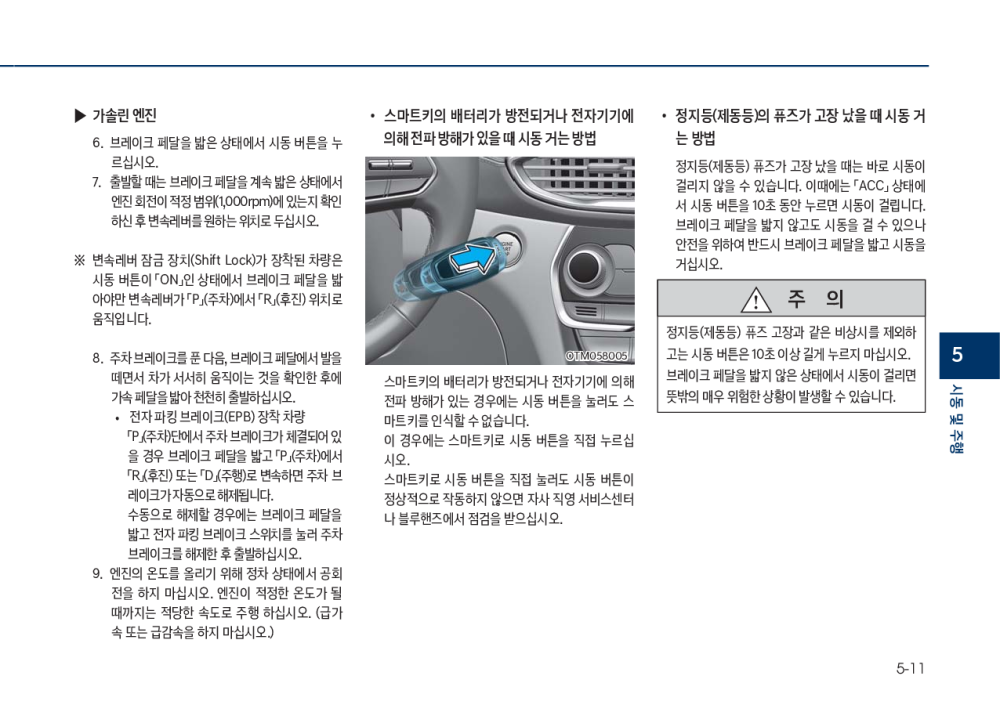 ▶ 가솔린 엔진
6. 브레이크 페달을 밟은 상태에서 시동 버튼을 누
르십시오.
7. 출발할 때는 브레이크 페달을 계속 밟은 상태에서
엔진 회전이 적정 범위(1,000rpm)에 있는지 확인
하신 후 변속레버를 원하는 위치로 두십시오.
※ 변속레버 잠금 장치(Shift Lock)가 장착된 차량은
시동 버튼이 「ON」인 상태에서 브레이크 페달을 밟
아야만 변속레버가 「P」(주차)에서 「R」(후진) 위치로
움직입니다.
8. 주차 브레이크를 푼 다음, 브레이크 페달에서 발을
떼면서 차가 서서히 움직이는 것을 확인한 후에
가속 페달을 밟아 천천히 출발하십시오.
• 전자 파킹 브레이크(EPB) 장착 차량
「P」(주차)단에서 주차 브레이크가 체결되어 있
을 경우 브레이크 페달을 밟고 「P」(주차)에서
「R」(후진) 또는 「D」(주행)로 변속하면 주차 브
레이크가 자동으로 해제됩니다.
수동으로 해제할 경우에는 브레이크 페달을
밟고 전자 파킹 브레이크 스위치를 눌러 주차
브레이크를 해제한 후 출발하십시오.
9. 엔진의 온도를 올리기 위해 정차 상태에서 공회
전을 하지 마십시오. 엔진이 적정한 온도가 될
때까지는 적당한 속도로 주행 하십시오. (급가
속 또는 급감속을 하지 마십시오.)
• 스마트키의 배터리가 방전되거나 전자기기에
의해 전파 방해가 있을 때 시동 거는 방법
OTM058005
스마트키의 배터리가 방전되거나 전자기기에 의해
전파 방해가 있는 경우에는 시동 버튼을 눌러도 스
마트키를 인식할 수 없습니다.
이 경우에는 스마트키로 시동 버튼을 직접 누르십
시오.
스마트키로 시동 버튼을 직접 눌러도 시동 버튼이
정상적으로 작동하지 않으면 자사 직영 서비스센터
나 블루핸즈에서 점검을 받으십시오.
• 정지등(제동등)의 퓨즈가 고장 났을 때 시동 거
는 방법
정지등(제동등) 퓨즈가 고장 났을 때는 바로 시동이
걸리지 않을 수 있습니다. 이때에는 「ACC」 상태에
서 시동 버튼을 10초 동안 누르면 시동이 걸립니다.
브레이크 페달을 밟지 않고도 시동을 걸 수 있으나
안전을 위하여 반드시 브레이크 페달을 밟고 시동을
거십시오.
주 의
정지등(제동등) 퓨즈 고장과 같은 비상시를 제외하
고는 시동 버튼은 10초 이상 길게 누르지 마십시오.
브레이크 페달을 밟지 않은 상태에서 시동이 걸리면
뜻밖의 매우 위험한 상황이 발생할 수 있습니다.
5
시동 및 주행
5-11